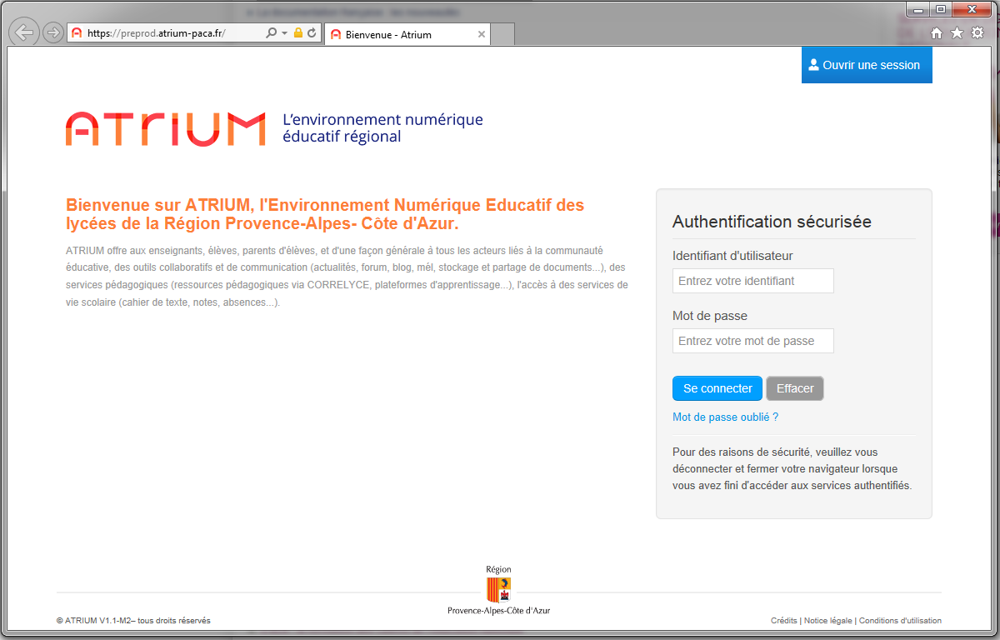 https://preprod.atrium-paca.fr/
Bienvenue - Atrium
Ouvrir une session
ATRIUM
L'environnement numérique
éducatif régional
Bienvenue sur ATRIUM, l'Environnement Numérique Educatif des
lycées de la Région Provence-Alpes- Côte d'Azur.
ATRIUM offre aux enseignants, élèves, parents d'élèves, et d'une façon générale à tous les acteurs liés à la communauté
éducative, des outils collaboratifs et de communication (actualités, forum, blog, mèl, stockage et partage de documents...), des
services pédagogiques (ressources pédagogiques via CORRELYCE, plateformes d'apprentissage...), l'accès à des services de
vie scolaire (cahier de texte, notes, absences...).
Authentification sécurisée
Identifiant d'utilisateur
Entrez votre identifiant
Mot de passe
Entrez votre mot de passe
Se connecter
Effacer
Mot de passe oublié ?
Pour des raisons de sécurité, veuillez vous
déconnecter et fermer votre navigateur lorsque
vous avez fini d'accéder aux services authentifiés.
Région
Provence-Alpes-Côte d'Azur
© ATRIUM V1.1-M2– tous droits réservés
Crédits | Notice légale | Conditions d'utilisation